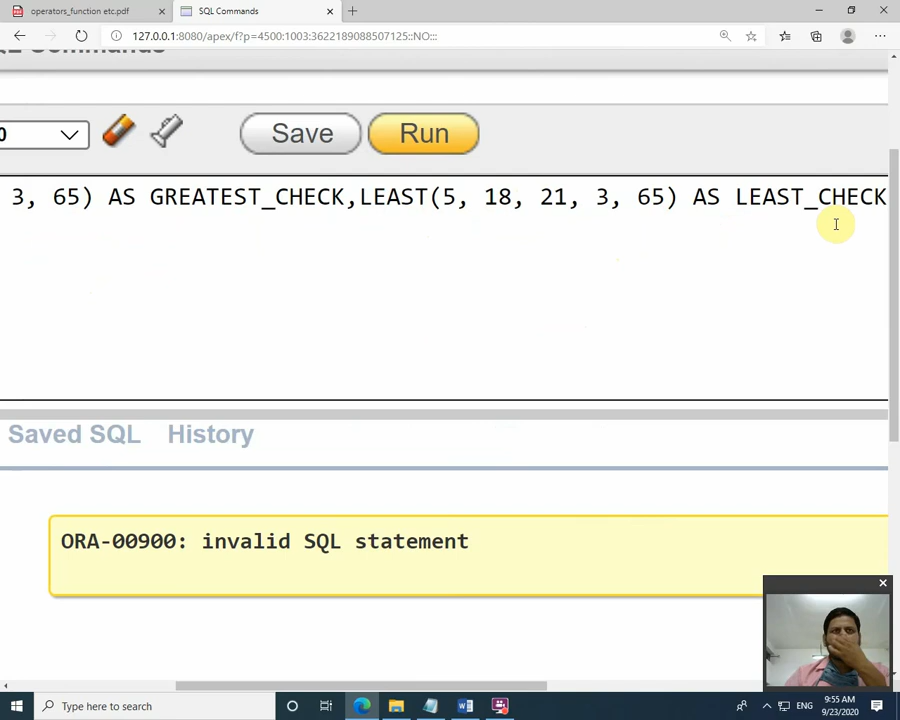 operators_function etc.pdf
SQL Commands
127.0.0.1:8080/apex/f?p=4500:1003:3622189088507125::NO:::
Commands
0
Save
Run
3, 65) AS GREATEST_CHECK,LEAST(5, 18, 21, 3, 65) AS LEAST_CHECK
Saved SQL
History
ORA-00900: invalid SQL statement
Type here to search
ENG
9:55 AM
9/23/2020